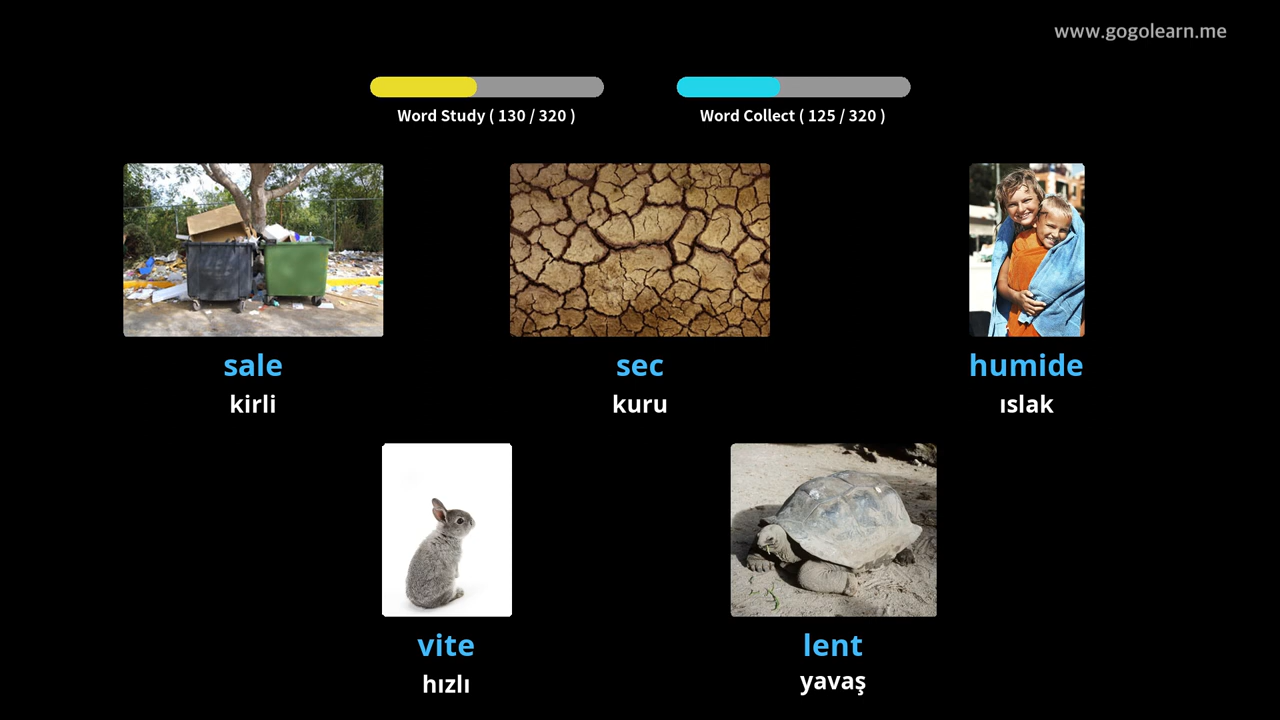 www.gogolearn.me
Word Study ( 130 / 320 )
Word Collect ( 125 / 320 )
sale
kirli
sec
kuru
humide
ıslak
vite
hızlı
lent
yavaş